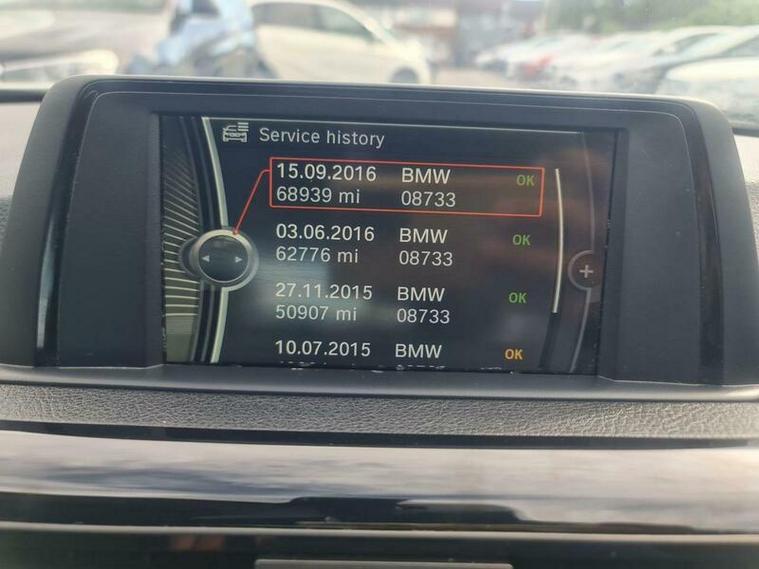 Service history
15.09.2016 BMW OK
68939 mi 08733
03.06.2016 BMW OK
62776 mi 08733
27.11.2015 BMW OK
50907 mi 08733
10.07.2015 BMW OK